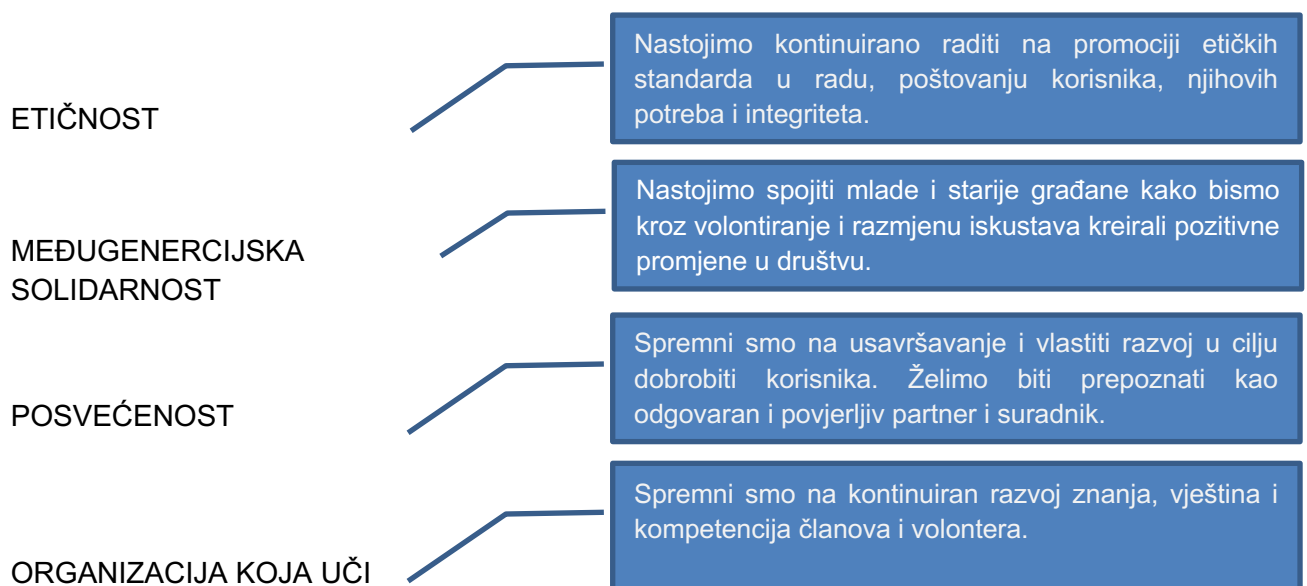 ETIČNOST
Nastojimo kontinuirano raditi na promociji etičkih
standarda u radu, poštovanju korisnika, njihovih
potreba i integriteta.
MEĐUGENERCIJSKA
SOLIDARNOST
Nastojimo spojiti mlade i starije građane kako bismo
kroz volontiranje i razmjenu iskustava kreirali pozitivne
promjene u društvu.
POSVEĆENOST
Spremni smo na usavršavanje i vlastiti razvoj u cilju
dobrobiti korisnika. Želimo biti prepoznati kao
odgovaran i povjerljiv partner i suradnik.
ORGANIZACIJA KOJA UČI
Spremni smo na kontinuiran razvoj znanja, vještina i
kompetencija članova i volontera.